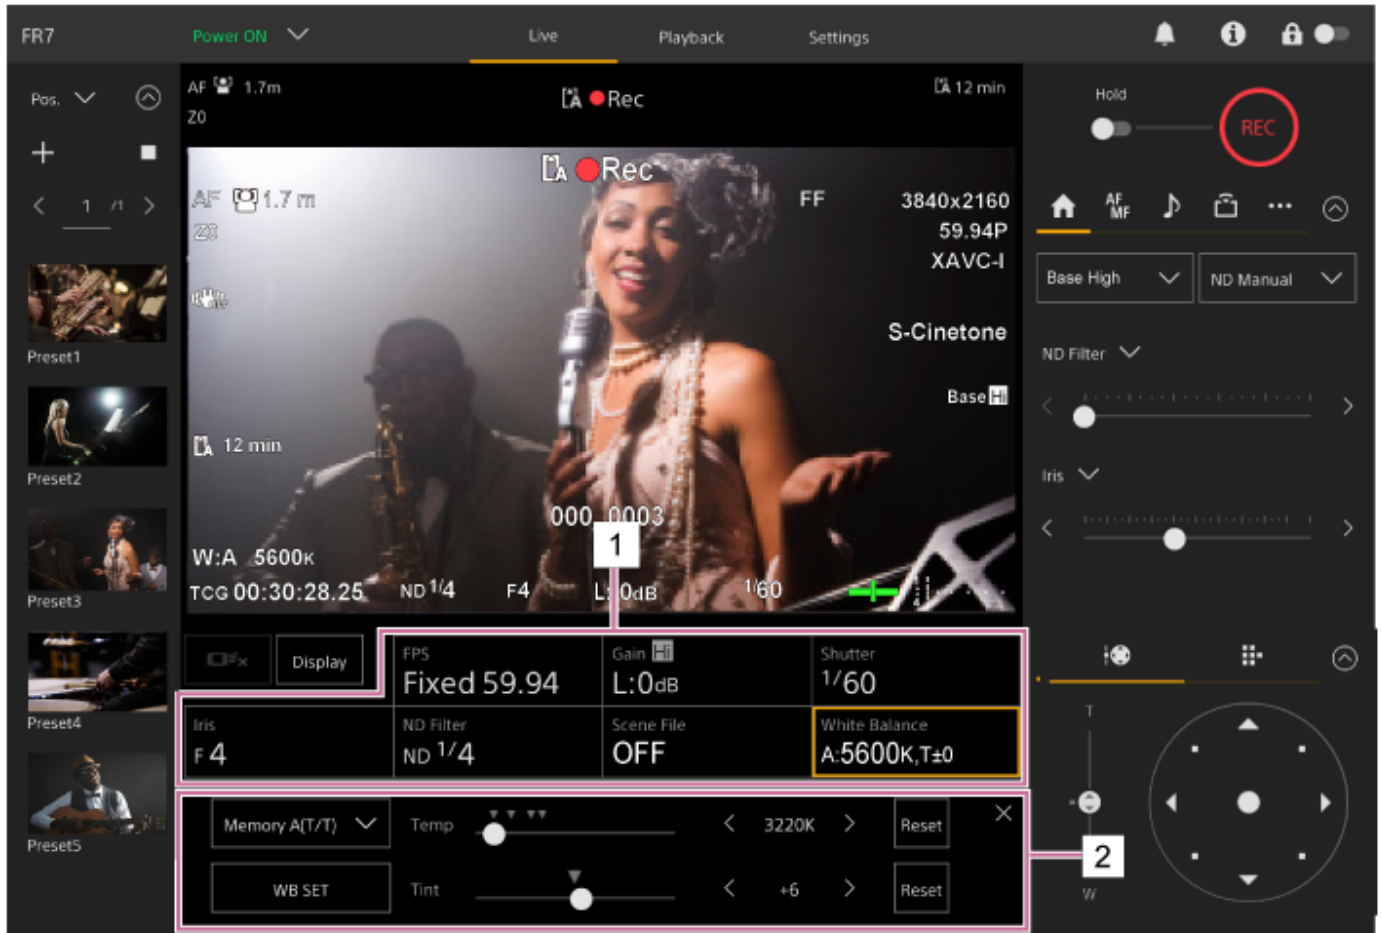 FR7
Power ON
Live
Playback
Settings
Pos.
1 /1
Preset1
Preset2
Preset3
Preset4
Preset5
AF 1.7m
Z0
A Rec
A 12 min
A Rec
AF 1.7 m
Z0
FF
3840x2160
59.94P
XAVC-I
S-Cinetone
Base Hi
A 12 min
000_0003
W:A 5600K
TCG 00:30:28.25
ND 1/4
F4
L: 0dB
1/60
1
Display
FPS
Fixed 59.94
Gain Hi
L:0dB
Shutter
1/60
Iris
F 4
ND Filter
ND 1/4
Scene File
OFF
White Balance
A:5600K,T±0
Memory A(T/T)
Temp
3220K
Reset
WB SET
Tint
+6
Reset
2
Hold
REC
AF
MF
Base High
ND Manual
ND Filter
Iris
T
W